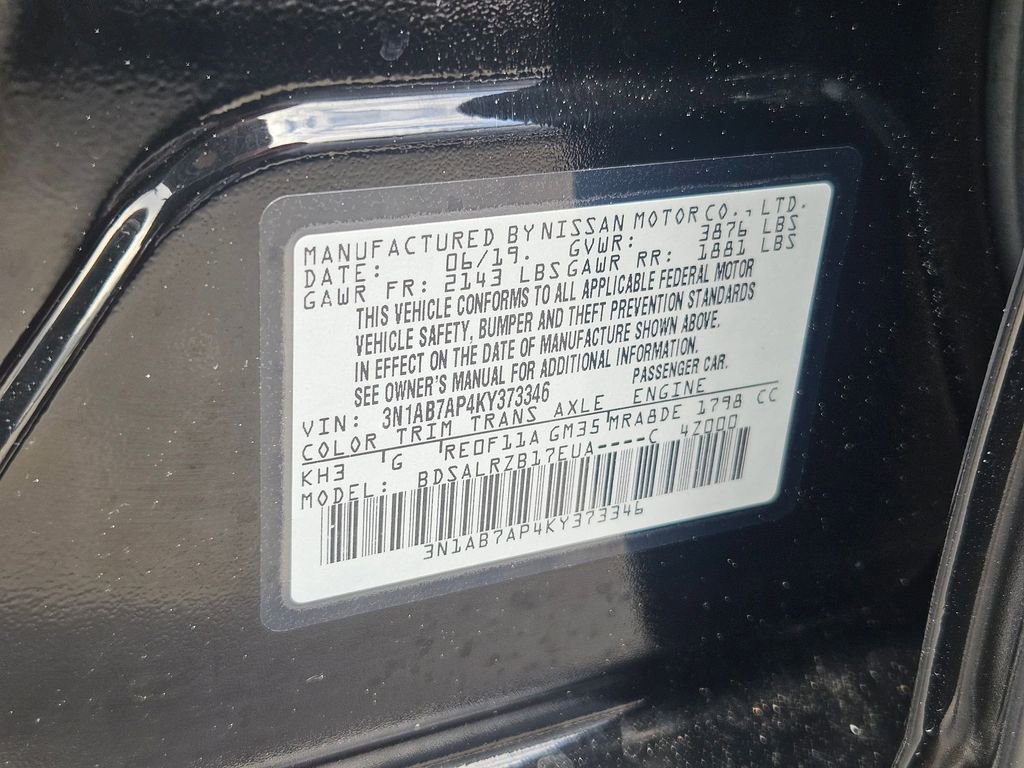 MANUFACTURED BY NISSAN MOTOR CO., LTD.
DATE: 06/19. GVWR: 3876 LBS
GAWR FR: 2143 LBS GAWR RR: 1881 LBS
THIS VEHICLE CONFORMS TO ALL APPLICABLE FEDERAL MOTOR
VEHICLE SAFETY, BUMPER AND THEFT PREVENTION STANDARDS
IN EFFECT ON THE DATE OF MANUFACTURE SHOWN ABOVE.
SEE OWNER'S MANUAL FOR ADDITIONAL INFORMATION.
VIN: 3N1AB7AP4KY373346 PASSENGER CAR.
COLOR TRIM TRANS AXLE ENGINE
KH3 G RE0F11A GM35 MRA8DE 1798 CC
MODEL: BDSALRZB17EUA----C 4Z000
3N1AB7AP4KY373346